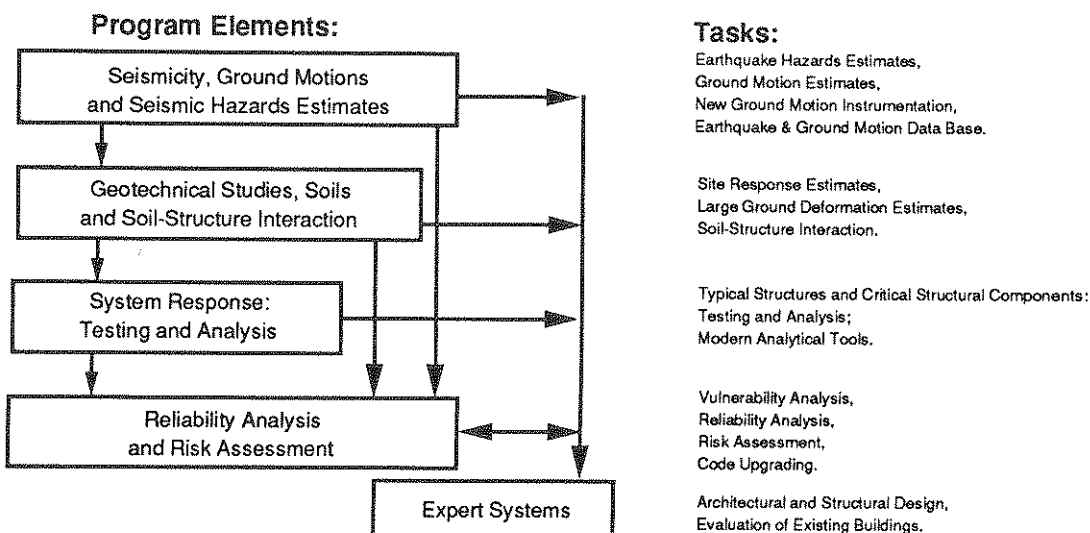 Program Elements:
Seismicity, Ground Motions
and Seismic Hazards Estimates
Geotechnical Studies, Soils
and Soil-Structure Interaction
System Response:
Testing and Analysis
Reliability Analysis
and Risk Assessment
Expert Systems
Tasks:
Earthquake Hazards Estimates,
Ground Motion Estimates,
New Ground Motion Instrumentation,
Earthquake & Ground Motion Data Base.
Site Response Estimates,
Large Ground Deformation Estimates,
Soil-Structure Interaction.
Typical Structures and Critical Structural Components:
Testing and Analysis;
Modern Analytical Tools.
Vulnerability Analysis,
Reliability Analysis,
Risk Assessment,
Code Upgrading.
Architectural and Structural Design,
Evaluation of Existing Buildings.